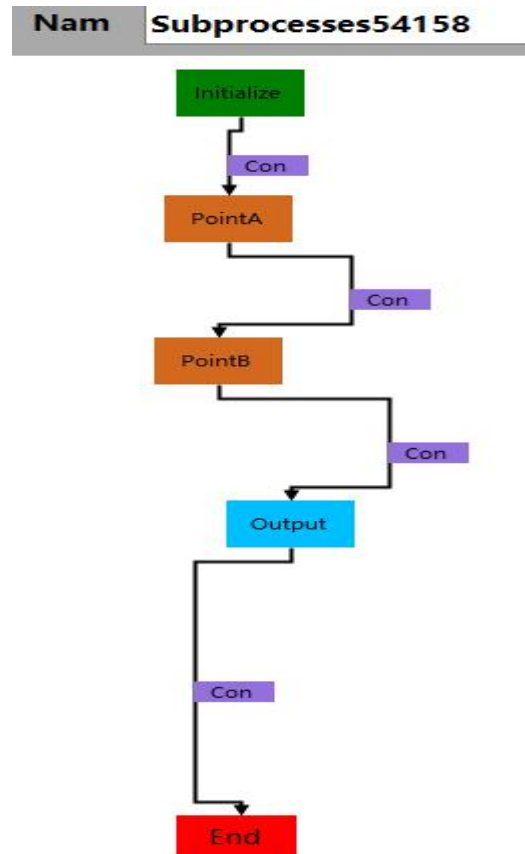 Nam Subprocesses54158
Initialize
Con
PointA
Con
PointB
Con
Output
Con
End